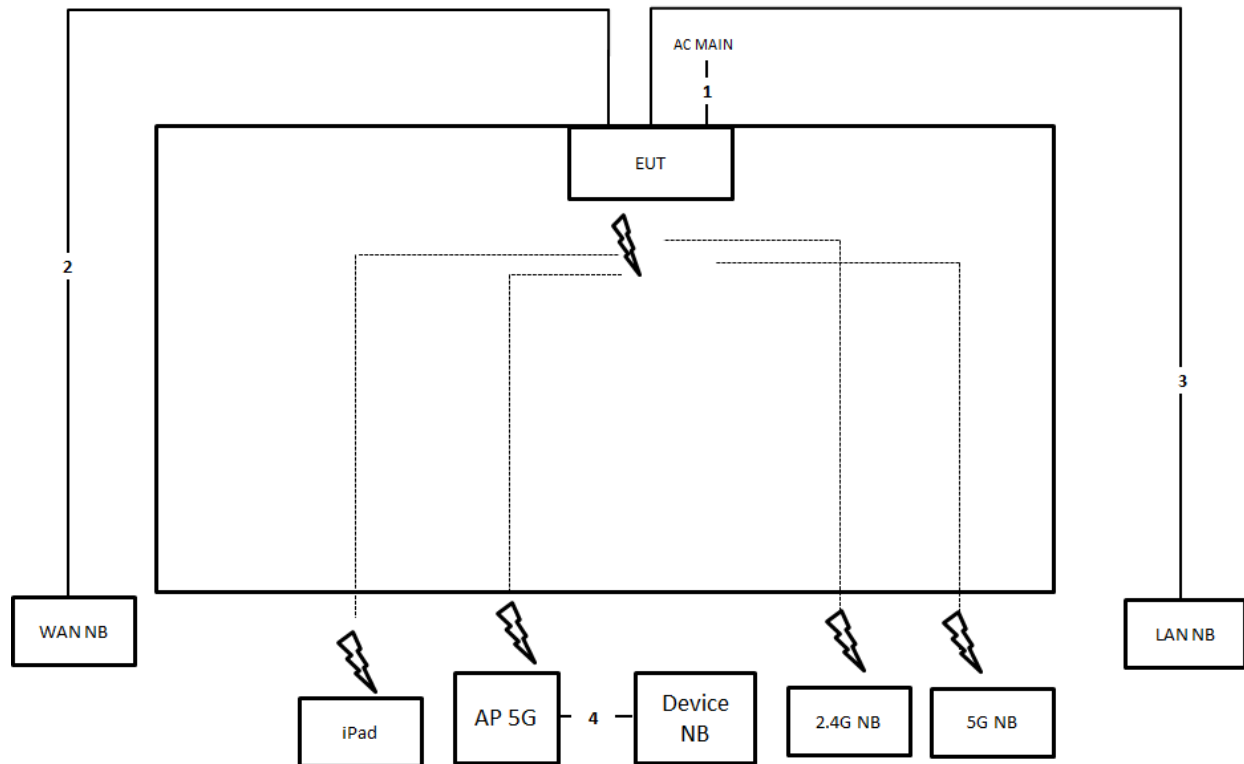 AC MAIN
1
EUT
2
3
WAN NB
LAN NB
iPad
AP 5G
4
Device
NB
2.4G NB
5G NB